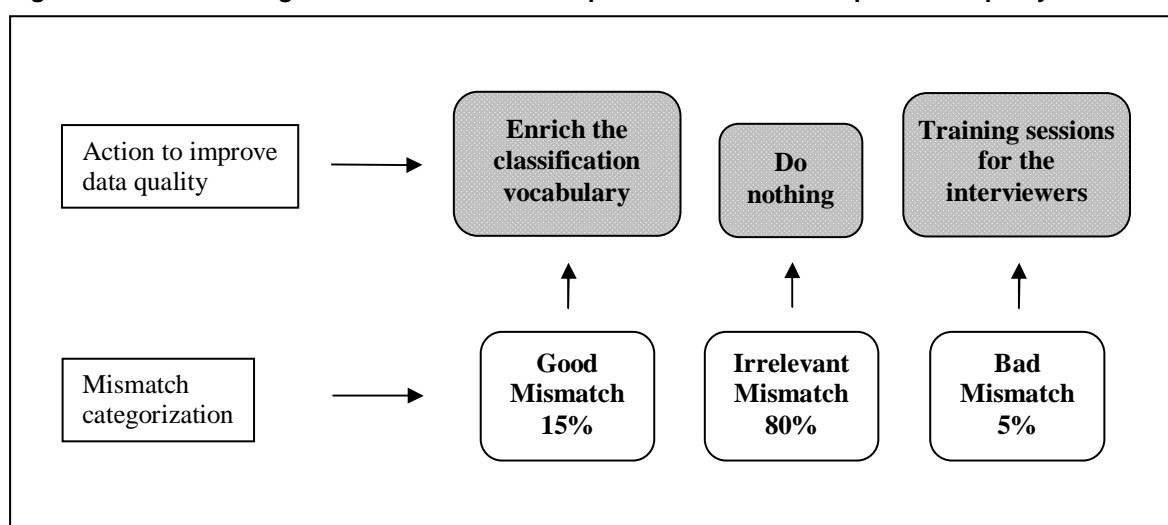 Action to improve
data quality
Enrich the
classification
vocabulary
Do
nothing
Training sessions
for the
interviewers
Mismatch
categorization
Good
Mismatch
15%
Irrelevant
Mismatch
80%
Bad
Mismatch
5%